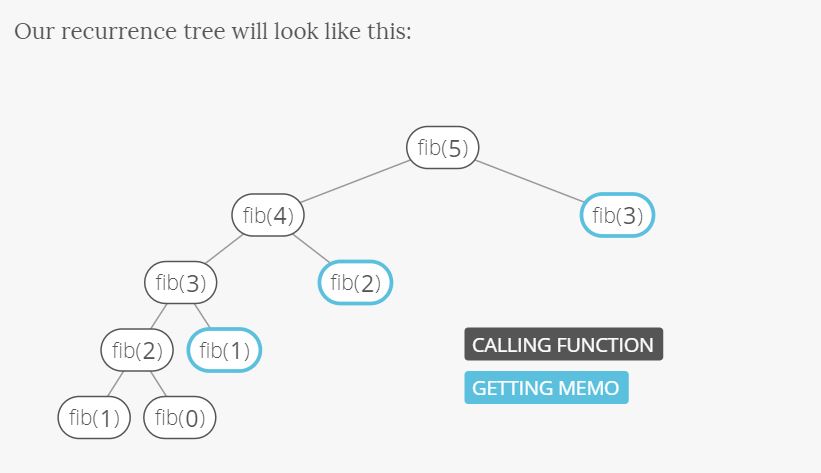 Our recurrence tree will look like this:
fib(5)
fib(4)
fib(3)
fib(3)
fib(2)
fib(2)
fib(1)
CALLING FUNCTION
GETTING MEMO
fib(1)
fib(0)